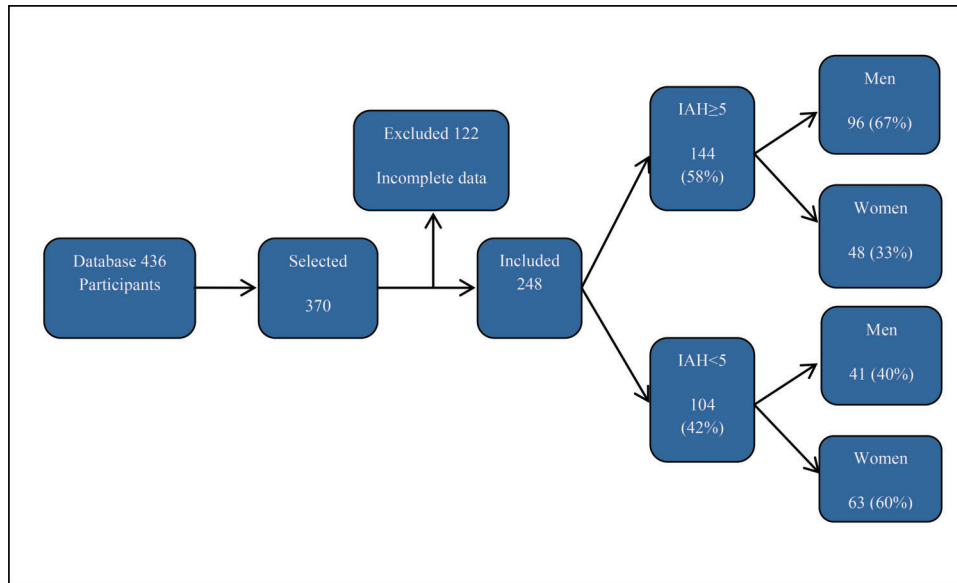 Database 436
Participants
Selected
370
Excluded 122
Incomplete data
Included
248
IAH≥5
144
(58%)
Men
96 (67%)
Women
48 (33%)
IAH<5
104
(42%)
Men
41 (40%)
Women
63 (60%)